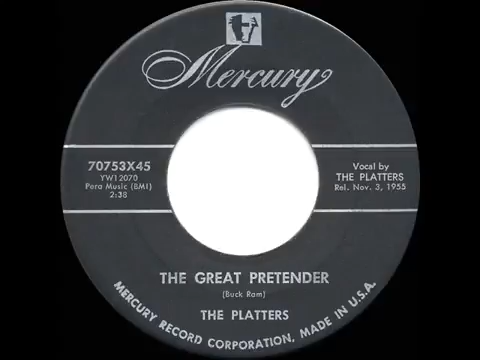 Mercury
70753X45
YW12070
Pera Music (BMI)
2:38
Vocal by
THE PLATTERS
Rel. Nov. 3, 1955
THE GREAT PRETENDER
(Buck Ram)
THE PLATTERS
MERCURY RECORD CORPORATION, MADE IN U.S.A.